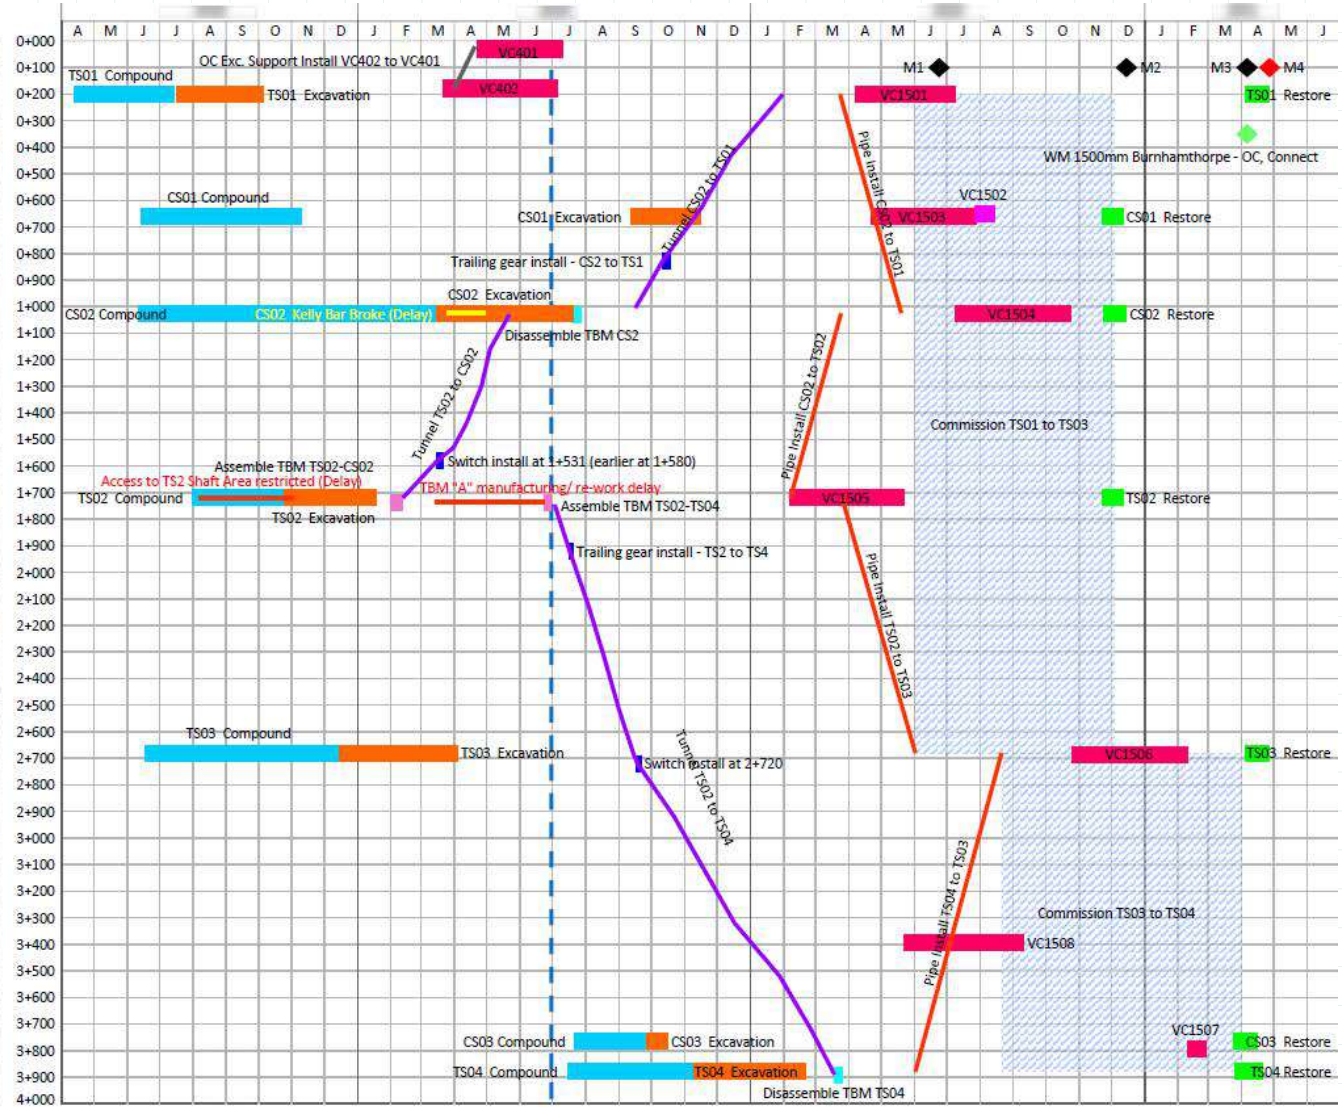 A M J J A S O N D J F M A M J J A S O N D J F M A M J J A S O N D J F M A M J
0+000
0+100
0+200
0+300
0+400
0+500
0+600
0+700
0+800
0+900
1+000
1+100
1+200
1+300
1+400
1+500
1+600
1+700
1+800
1+900
2+000
2+100
2+200
2+300
2+400
2+500
2+600
2+700
2+800
2+900
3+000
3+100
3+200
3+300
3+400
3+500
3+600
3+700
3+800
3+900
4+000
VC401
OC Exc. Support Install VC402 to VC401
M1
M2
M3
M4
TS01 Compound
VC402
TS01 Excavation
VC1501
TS01 Restore
WM 1500mm Burnhamthorpe - OC, Connect
Pipe Install CS02 to TS01
Tunnel CS02 to TS01
CS01 Compound
VC1502
CS01 Excavation
VC1503
CS01 Restore
Trailing gear install - CS2 to TS1
CS02 Excavation
CS02 Compound
CS02 Kelly Bar Broke (Delay)
VC1504
CS02 Restore
Disassemble TBM CS2
Tunnel TS02 to CS02
Pipe Install CS02 to TS02
Commission TS01 to TS03
Assemble TBM TS02-CS02
Switch install at 1+531 (earlier at 1+580)
Access to TS2 Shaft Area restricted (Delay)
TBM "A" manufacturing/ re-work delay
TS02 Compound
VC1505
TS02 Restore
TS02 Excavation
Assemble TBM TS02-TS04
Trailing gear install - TS2 to TS4
Pipe Install TS02 to TS03
TS03 Compound
TS03 Excavation
VC1506
TS03 Restore
Switch install at 2+720
Tunnel TS02 to TS04
Pipe Install TS04 to TS03
Commission TS03 to TS04
VC1508
VC1507
CS03 Compound
CS03 Excavation
CS03 Restore
TS04 Compound
TS04 Excavation
TS04 Restore
Disassemble TBM TS04